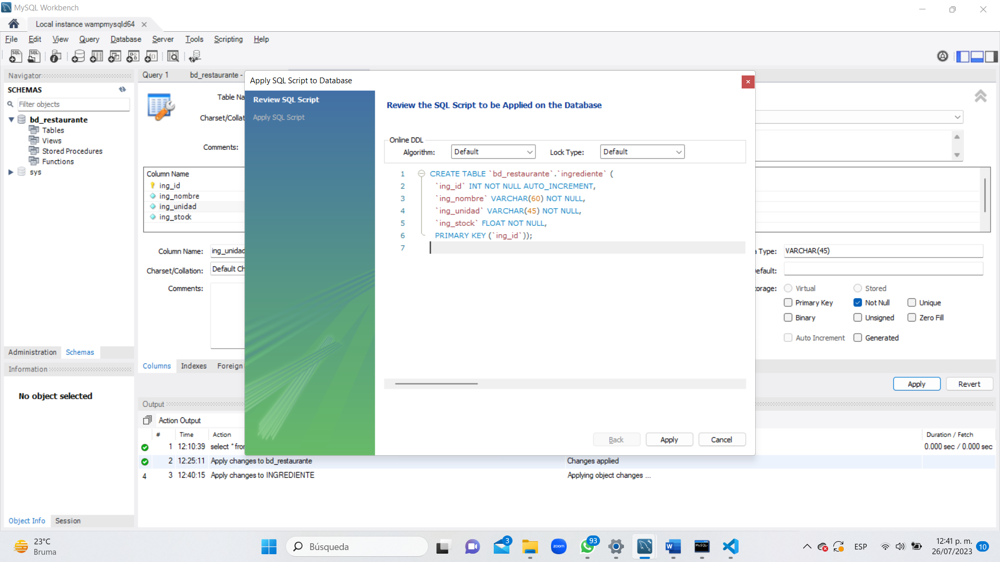 MySQL Workbench
Local instance wampmysqld64
File Edit View Query Database Server Tools Scripting Help
Navigator
SCHEMAS
Filter objects
bd_restaurante
Tables
Views
Stored Procedures
Functions
sys
Administration Schemas
Information
No object selected
Object Info Session
Query 1 bd_restaurante -
Table Na
Charset/Collat
Comments:
Column Name
ing_id
ing_nombre
ing_unidad
ing_stock
Column Name: ing_unidad
Charset/Collation: Default Ch
Comments:
Columns Indexes Foreign
Apply SQL Script to Database
Review SQL Script
Apply SQL Script
Review the SQL Script to be Applied on the Database
Online DDL
Algorithm: Default Lock Type: Default
1 CREATE TABLE `bd_restaurante`.`ingrediente` (
2 `ing_id` INT NOT NULL AUTO_INCREMENT,
3 `ing_nombre` VARCHAR(60) NOT NULL,
4 `ing_unidad` VARCHAR(45) NOT NULL,
5 `ing_stock` FLOAT NOT NULL,
6 PRIMARY KEY (`ing_id`));
7
Back Apply Cancel
a Type: VARCHAR(45)
efault:
orage: Virtual Stored
Primary Key Not Null Unique
Binary Unsigned Zero Fill
Auto Increment Generated
Apply Revert
Output
Action Output
# Time Action Duration / Fetch
1 12:10:39 select * fro 0.000 sec / 0.000 sec
2 12:25:11 Apply changes to bd_restaurante Changes applied
4 3 12:40:15 Apply changes to INGREDIENTE Applying object changes ...
23°C
Bruma
Búsqueda
3
zoom
93
MySQL
ESP
12:41 p. m.
26/07/2023
10